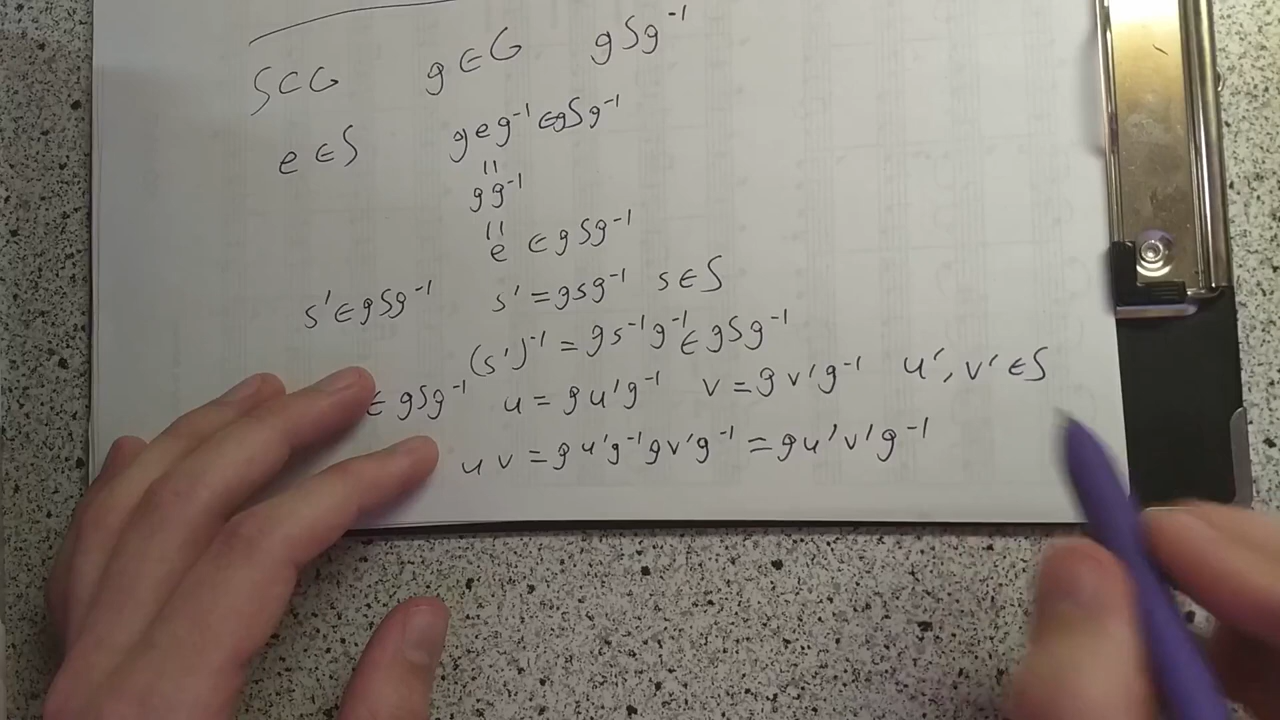 S⊂G g∈G gSg⁻¹
e∈S geg⁻¹∈gSg⁻¹
||
gg⁻¹
||
e ∈gSg⁻¹
s'∈gSg⁻¹ s'=gsg⁻¹ s∈S
(s')⁻¹=gs⁻¹g⁻¹∈gSg⁻¹
∈gSg⁻¹ u=gu'g⁻¹ v=gv'g⁻¹ u',v'∈S
uv=gu'g⁻¹gv'g⁻¹=gu'v'g⁻¹